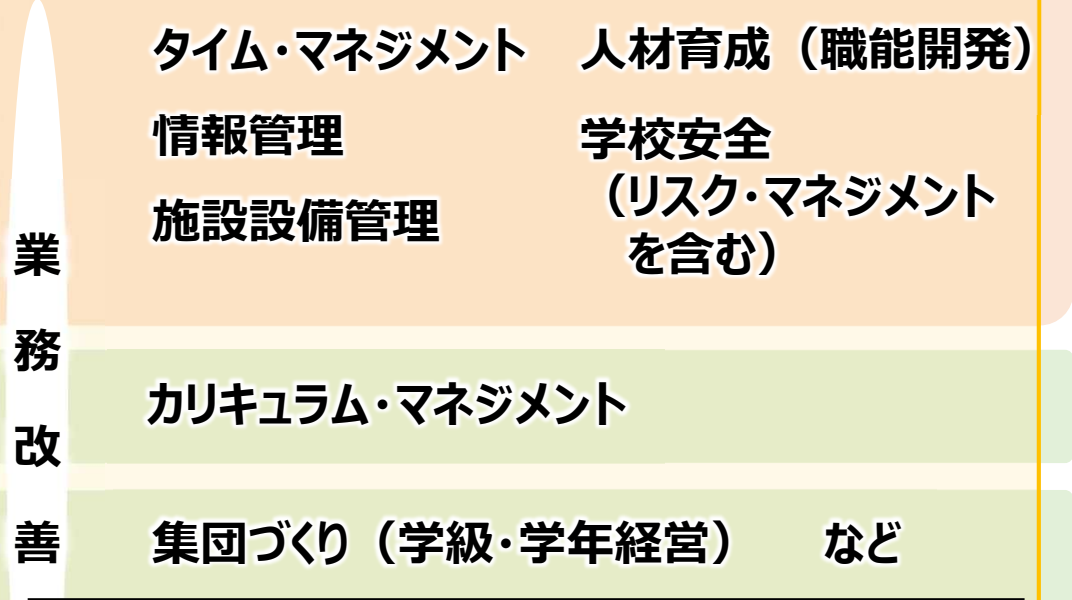 タイム・マネジメント　人材育成（職能開発）
情報管理
学校安全
（リスク・マネジメント
を含む）
施設設備管理
カリキュラム・マネジメント
集団づくり（学級・学年経営）　など
業務改善